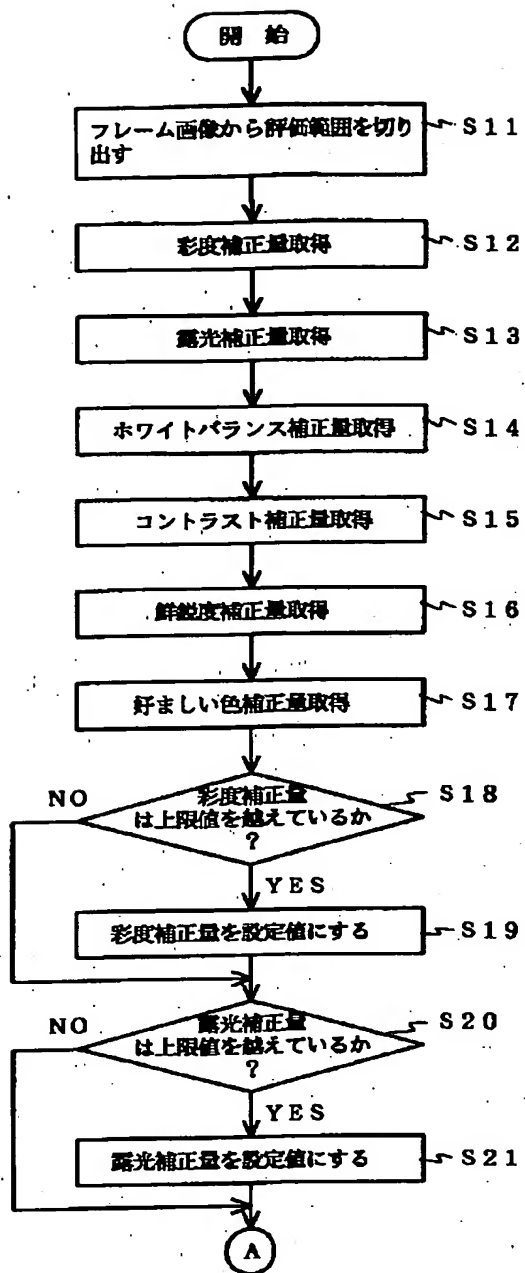 開 始
フレーム画像から評価範囲を切り
出す
S11
彩度補正量取得
S12
露光補正量取得
S13
ホワイトバランス補正量取得
S14
コントラスト補正量取得
S15
鮮鋭度補正量取得
S16
好ましい色補正量取得
S17
彩度補正量
は上限値を越えているか
?
S18
NO
YES
彩度補正量を設定値にする
S19
露光補正量
は上限値を越えているか
?
S20
NO
YES
露光補正量を設定値にする
S21
A